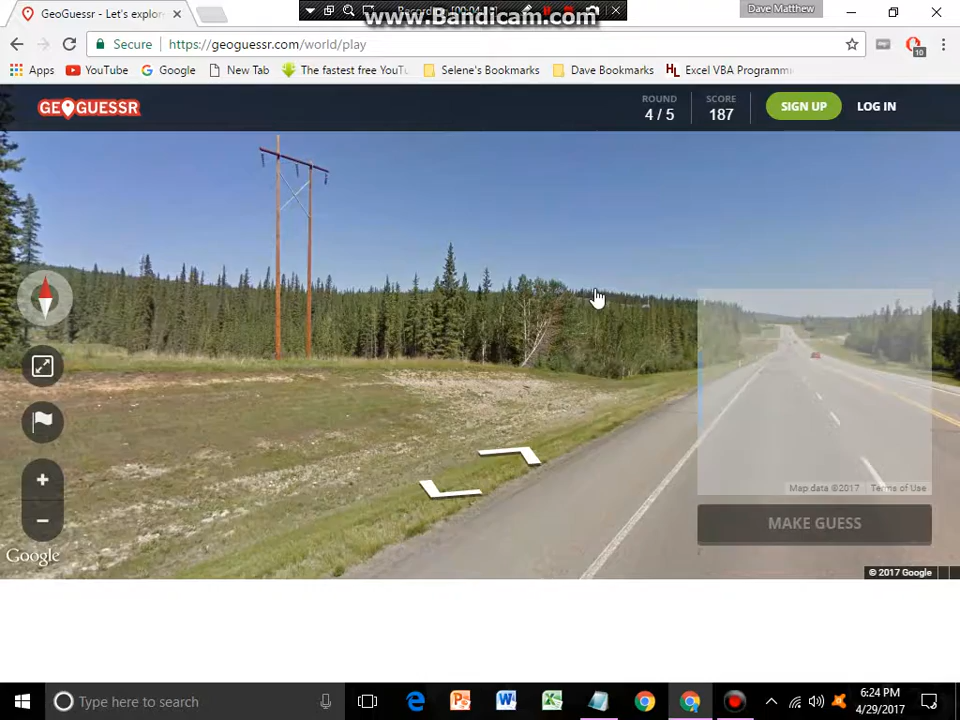 GeoGuessr - Let's explor
www.Bandicam.com
Dave Matthew
Secure
https://geoguessr.com/world/play
10
Apps
YouTube
Google
New Tab
The fastest free YouTu
Selene's Bookmarks
Dave Bookmarks
HL
Excel VBA Programm
GEOGUESSR
ROUND
4 / 5
SCORE
187
SIGN UP
LOG IN
Map data ©2017
Terms of Use
MAKE GUESS
Google
© 2017 Google
Type here to search
6:24 PM
4/29/2017